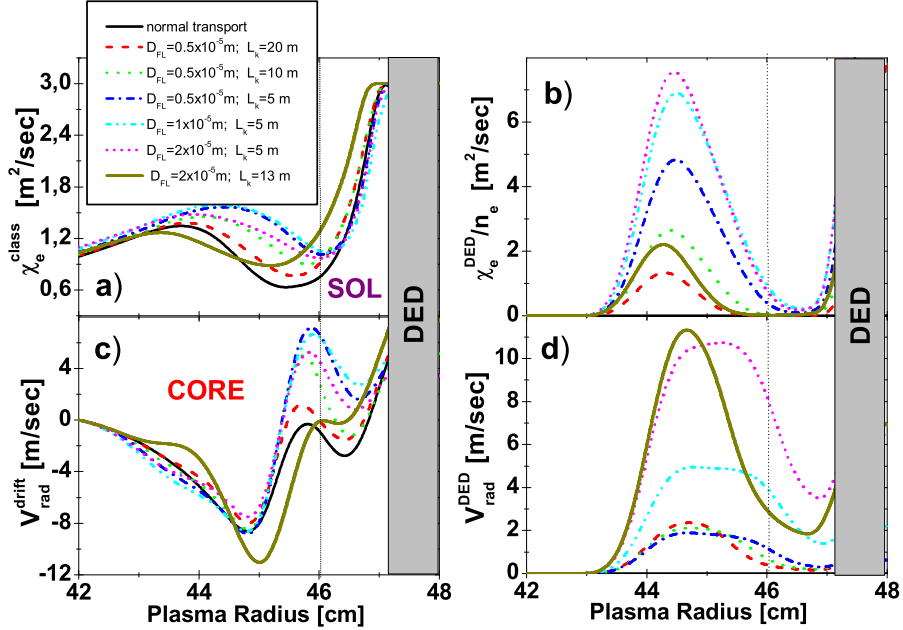 normal transport
D_FL=0.5x10^-5m; L_k=20 m
D_FL=0.5x10^-5m; L_k=10 m
D_FL=0.5x10^-5m; L_k=5 m
D_FL=1x10^-5m; L_k=5 m
D_FL=2x10^-5m; L_k=5 m
D_FL=2x10^-5m; L_k=13 m
χ_e^class [m²/sec]
3,0
2,4
1,8
1,2
0,6
a)
SOL
DED
χ_e^DED/n_e [m²/sec]
6
4
2
0
b)
DED
V_rad^drift [m/sec]
4
0
-4
-8
-12
c)
CORE
42 44 46 48
Plasma Radius [cm]
V_rad^DED [m/sec]
10
8
6
4
2
0
d)
42 44 46 48
Plasma Radius [cm]